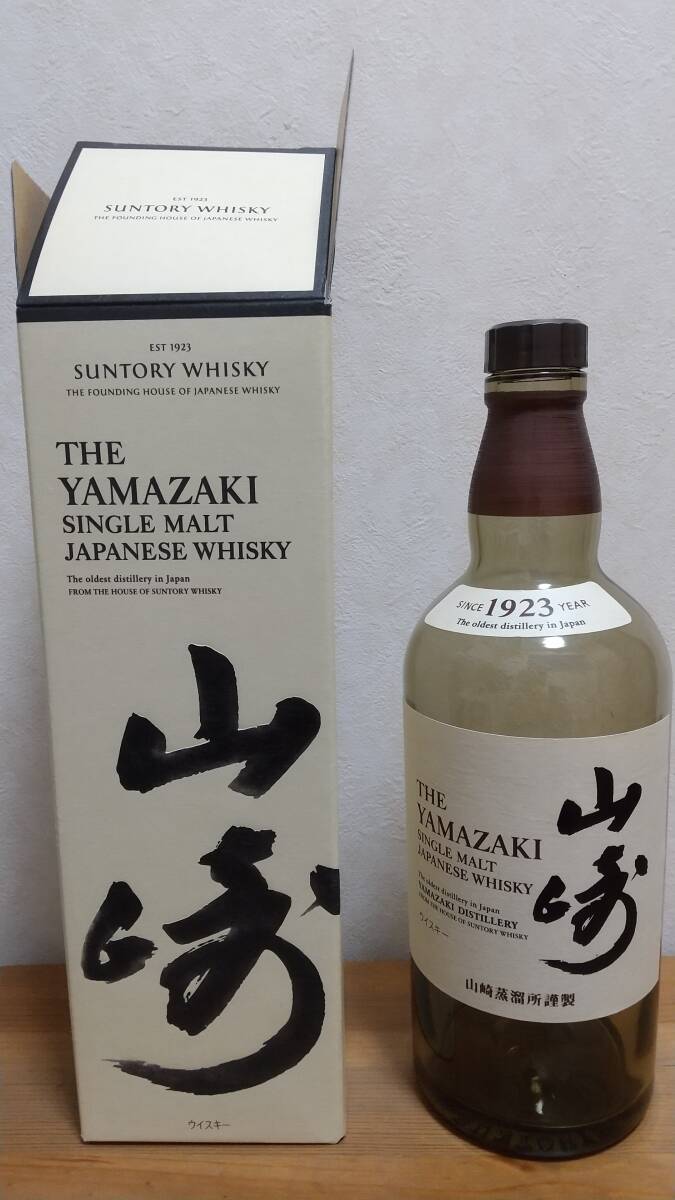 EST 1923
SUNTORY WHISKY
THE FOUNDING HOUSE OF JAPANESE WHISKY
EST 1923
SUNTORY WHISKY
THE FOUNDING HOUSE OF JAPANESE WHISKY
THE
YAMAZAKI
SINGLE MALT
JAPANESE WHISKY
The oldest distillery in Japan
FROM THE HOUSE OF SUNTORY WHISKY
山崎
ウイスキー
SINCE 1923 YEAR
The oldest distillery in Japan
THE
YAMAZAKI
SINGLE MALT
JAPANESE WHISKY
The oldest distillery in Japan
YAMAZAKI DISTILLERY
FROM THE HOUSE OF SUNTORY WHISKY
ウイスキー
山崎
山崎蒸溜所謹製